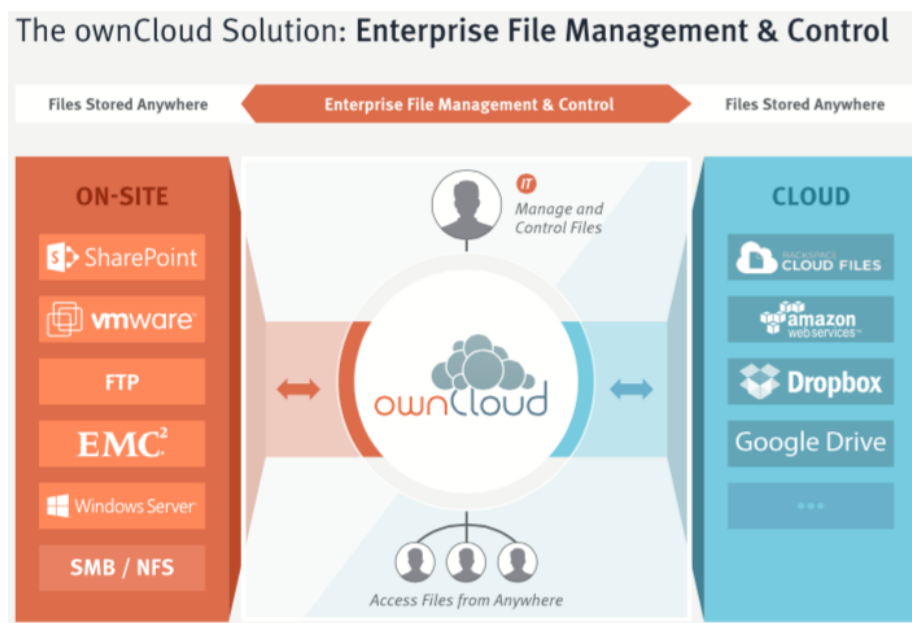 The ownCloud Solution: Enterprise File Management & Control
Files Stored Anywhere
Enterprise File Management & Control
Files Stored Anywhere
ON-SITE
S SharePoint
vmware
FTP
EMC²
Windows Server
SMB / NFS
IT
Manage and
Control Files
ownCloud
Access Files from Anywhere
CLOUD
RACKSPACE
CLOUD FILES
amazon
web services™
Dropbox
Google Drive
...